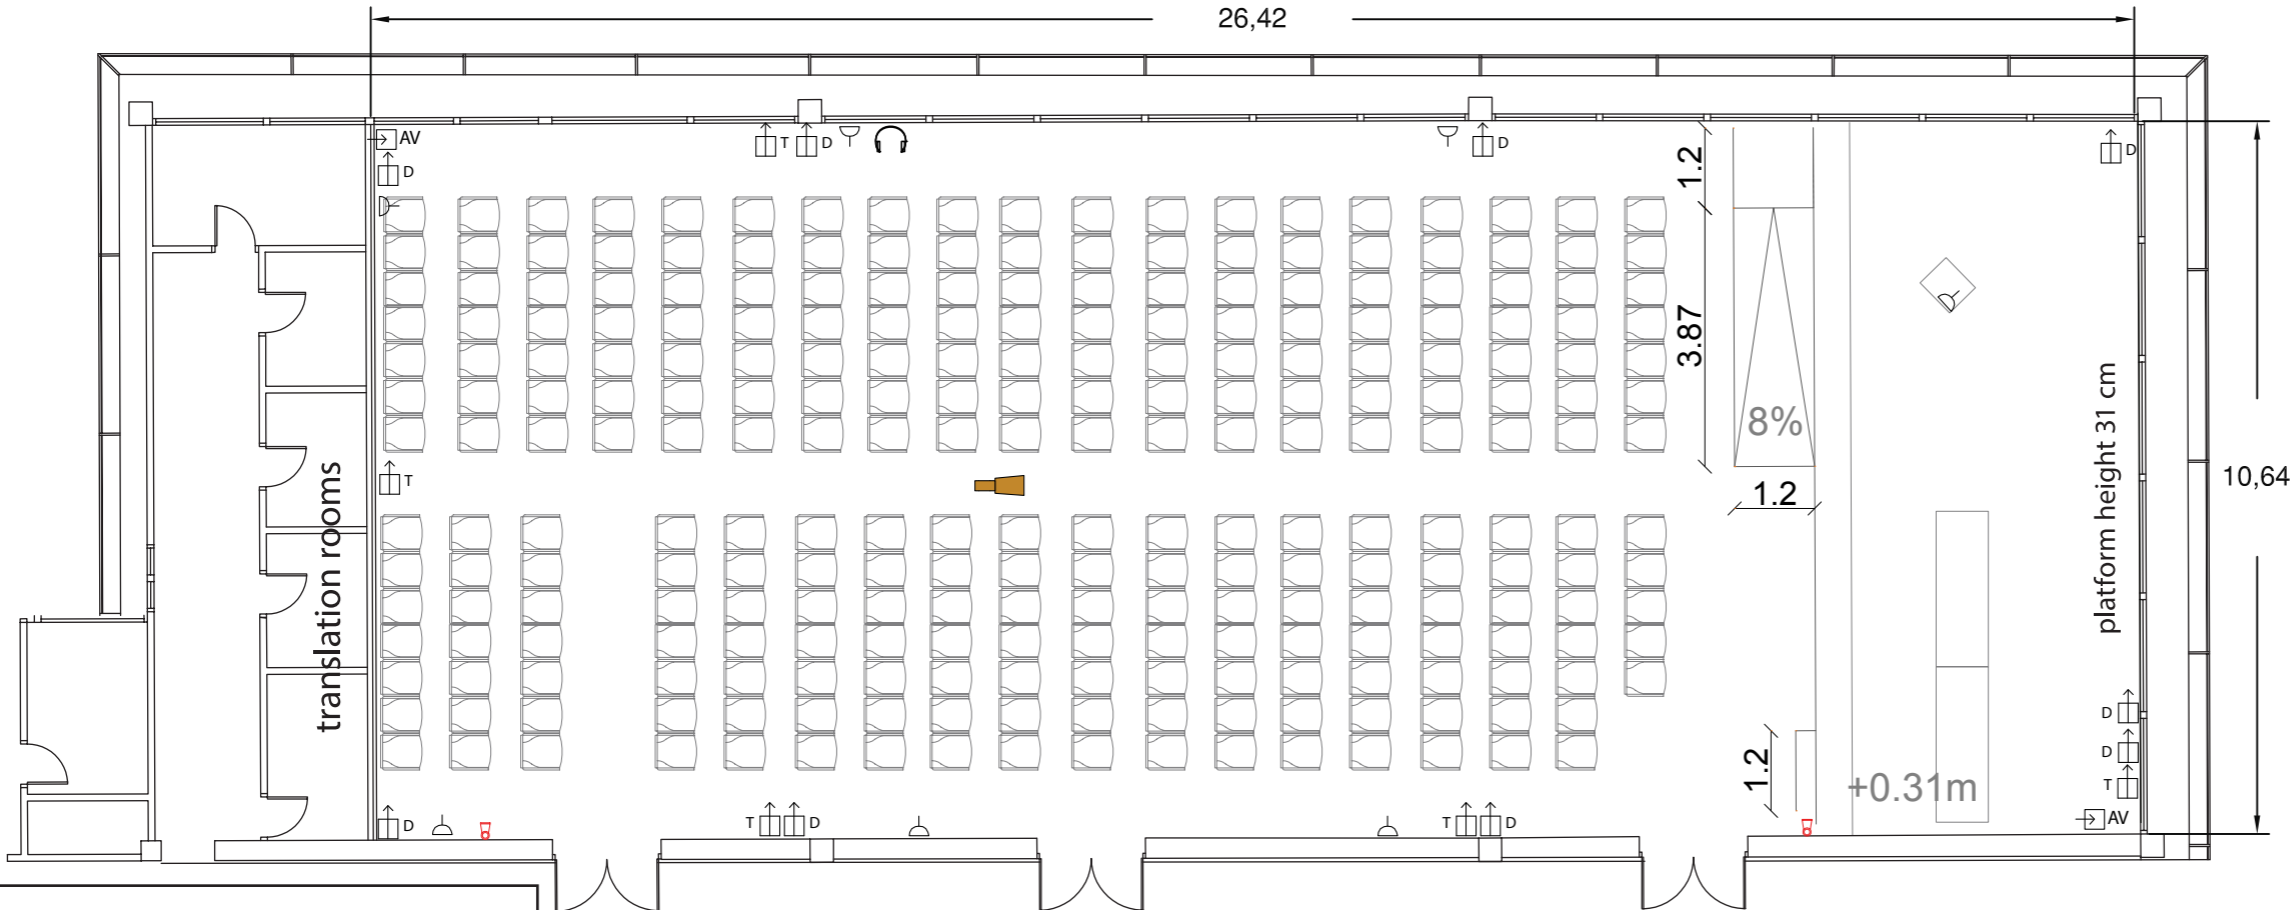 26,42
AV
D
T
D
D
D
1.2
3.87
8%
1.2
platform height 31 cm
10,64
T
translation rooms
D
D
T
1.2
+0.31m
AV
D
T
D
T
D